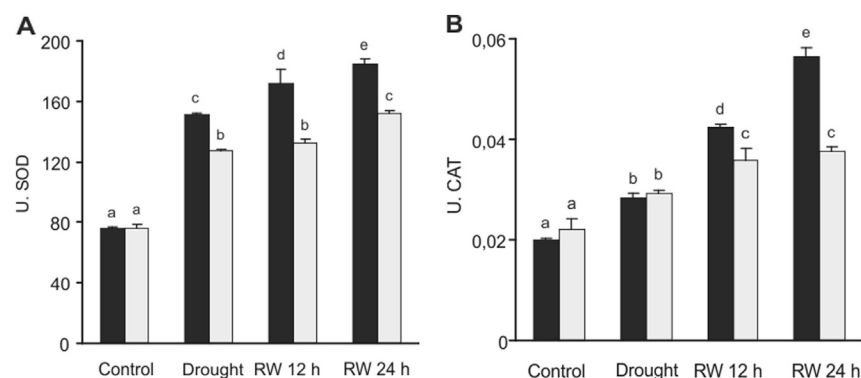 A
U. SOD
200
160
120
80
40
0
a
a
c
b
d
b
e
c
Control Drought RW 12 h RW 24 h
B
U. CAT
0,06
0,04
0,02
0
a
a
b
b
d
c
e
c
Control Drought RW 12 h RW 24 h